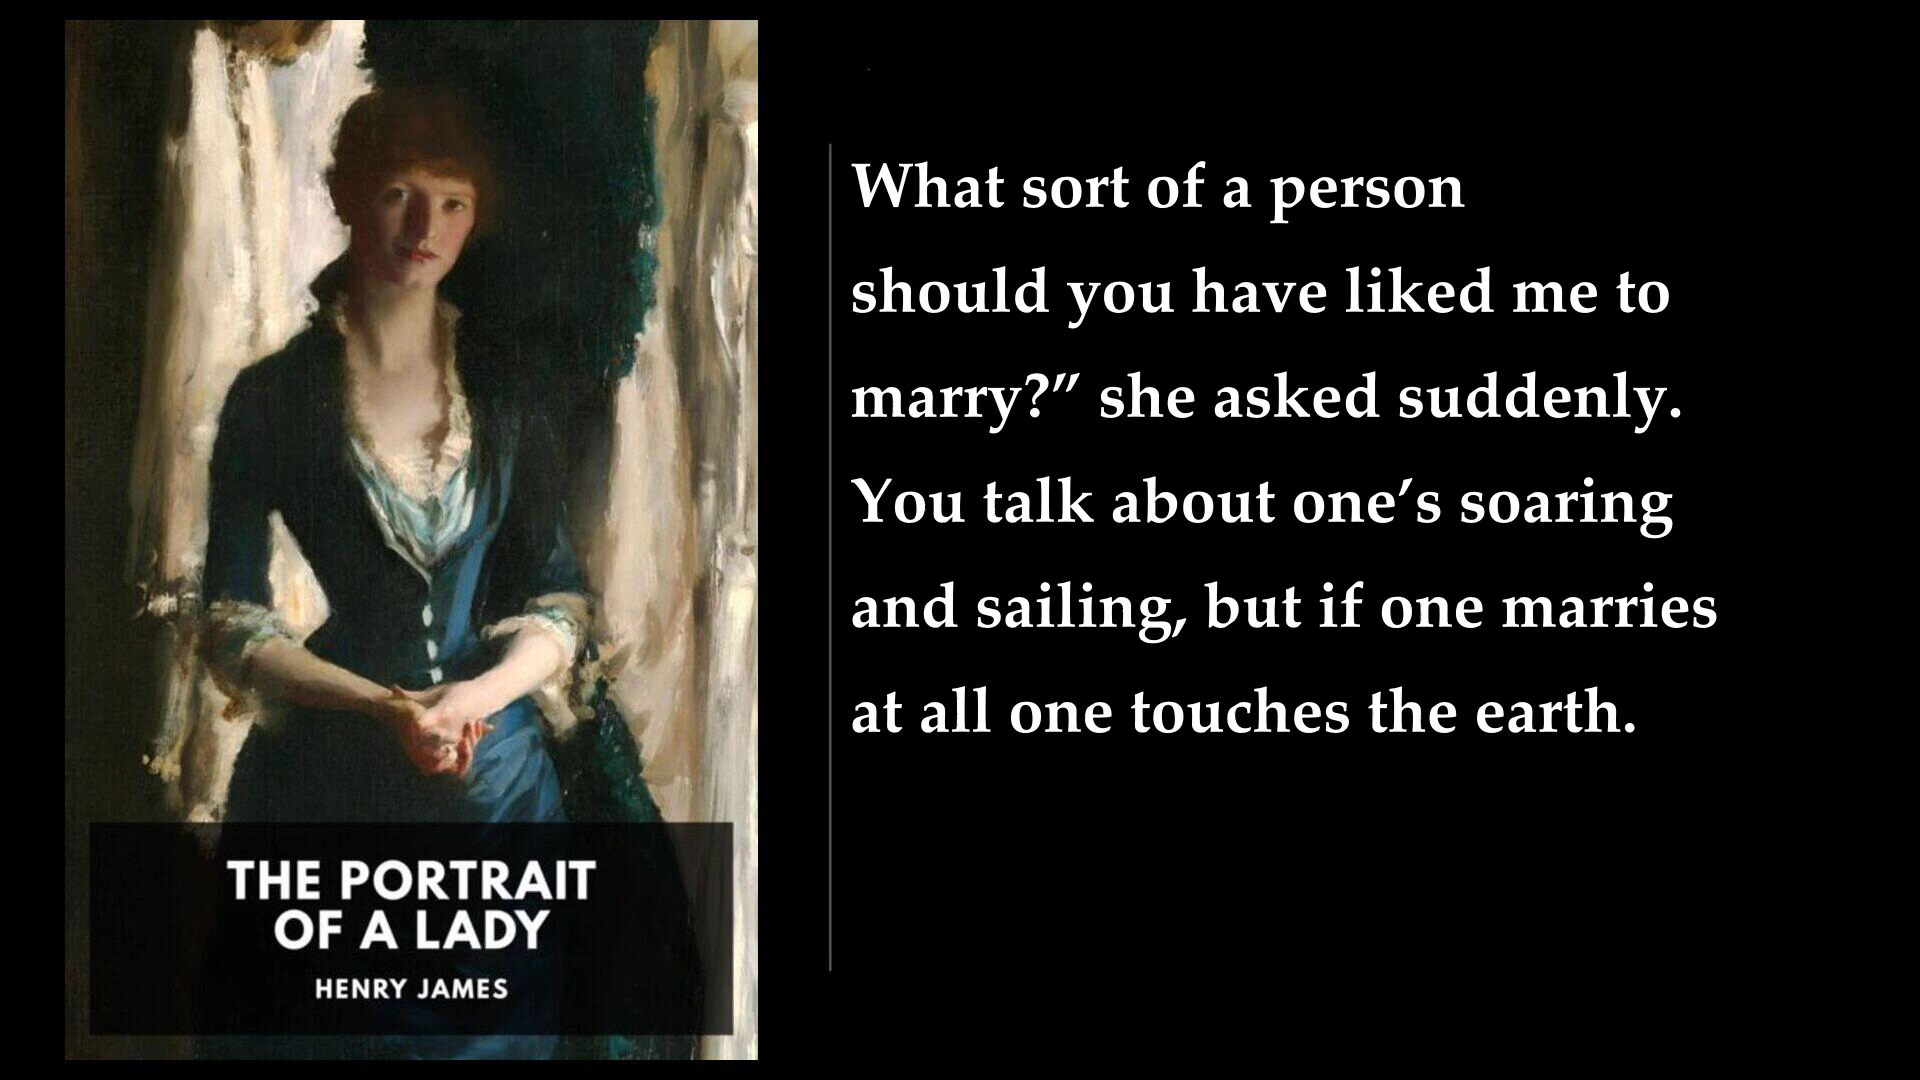 THE PORTRAIT
OF A LADY
HENRY JAMES
What sort of a person
should you have liked me to
marry?” she asked suddenly.
You talk about one’s soaring
and sailing, but if one marries
at all one touches the earth.